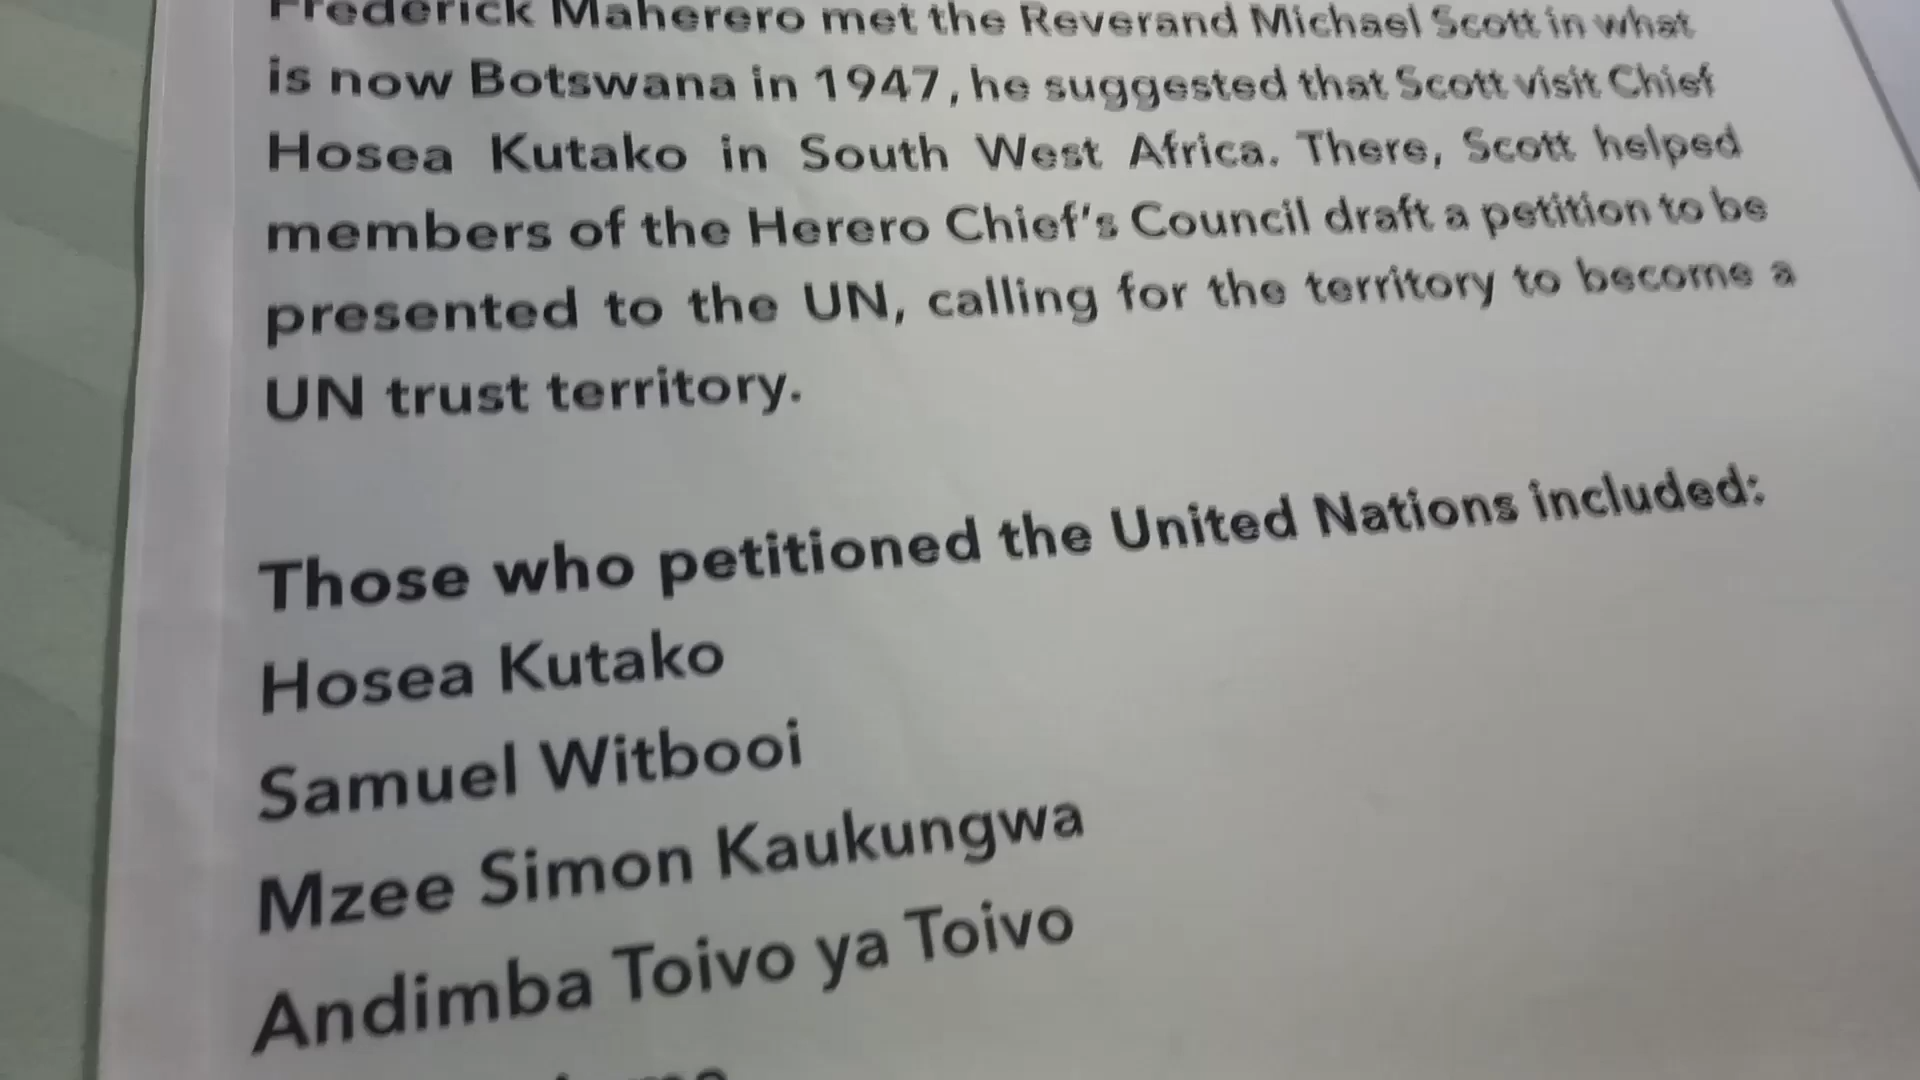 Frederick Maherero met the Reverand Michael Scott in what
is now Botswana in 1947, he suggested that Scott visit Chief
Hosea Kutako in South West Africa. There, Scott helped
members of the Herero Chief's Council draft a petition to be
presented to the UN, calling for the territory to become a
UN trust territory.
Those who petitioned the United Nations included:
Hosea Kutako
Samuel Witbooi
Mzee Simon Kaukungwa
Andimba Toivo ya Toivo